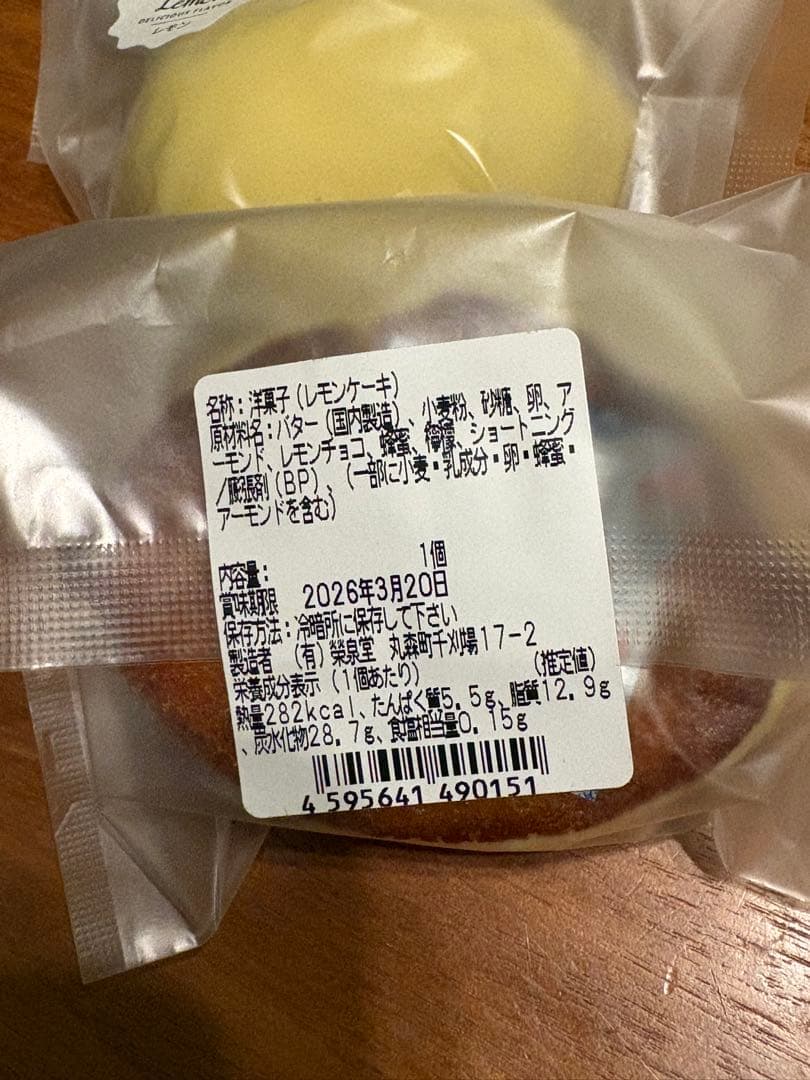 Lemon
DELICIOUS FLAVOR
レモン
名称：洋菓子（レモンケーキ）
原材料名：バター（国内製造）、小麦粉、砂糖、卵、ア
ーモンド、レモンチョコ、蜂蜜、檸檬、ショートニング
／膨張剤（BP）、（一部に小麦・乳成分・卵・蜂蜜・
アーモンドを含む）
内容量： 1個
賞味期限 2026年3月20日
保存方法：冷暗所に保存して下さい
製造者 （有）榮泉堂 丸森町千刈場17-2
栄養成分表示（1個あたり） （推定値）
熱量282kcal、たんぱく質5.5g、脂質12.9g
、炭水化物28.7g、食塩相当量0.15g
4 595641 490151